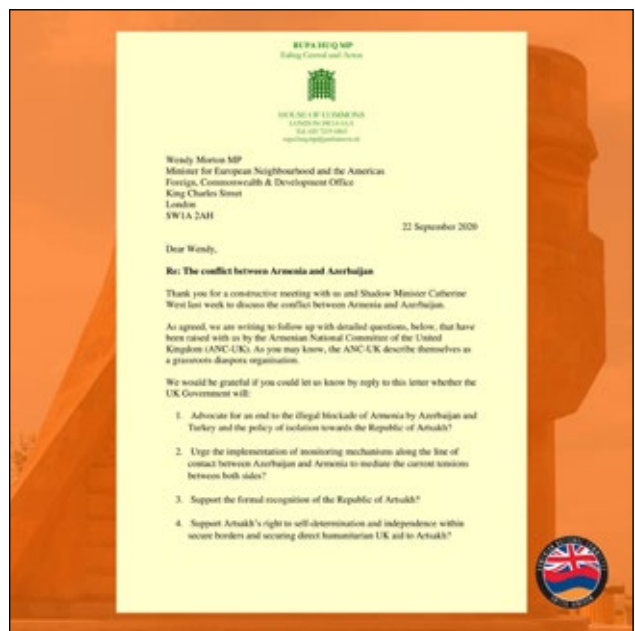 RUPA HUQ MP
Ealing Central and Acton
HOUSE OF COMMONS
LONDON SW1A 0AA
Wendy Morton MP
Minister for European Neighbourhood and the Americas
Foreign, Commonwealth & Development Office
King Charles Street
London
SW1A 2AH
22 September 2020
Dear Wendy,
Re: The conflict between Armenia and Azerbaijan
Thank you for a constructive meeting with us and Shadow Minister Catherine
West last week to discuss the conflict between Armenia and Azerbaijan.
As agreed, we are writing to follow up with detailed questions, below, that have
been raised with us by the Armenian National Committee of the United
Kingdom (ANC-UK). As you may know, the ANC-UK describe themselves as
a grassroots diaspora organisation.
We would be grateful if you could let us know by reply to this letter whether the
UK Government will:
1. Advocate for an end to the illegal blockade of Armenia by Azerbaijan and
Turkey and the policy of isolation towards the Republic of Artsakh?
2. Urge the implementation of monitoring mechanisms along the line of
contact between Azerbaijan and Armenia to mediate the current tensions
between both sides?
3. Support the formal recognition of the Republic of Artsakh?
4. Support Artsakh's right to self-determination and independence within
secure borders and securing direct humanitarian UK aid to Artsakh?